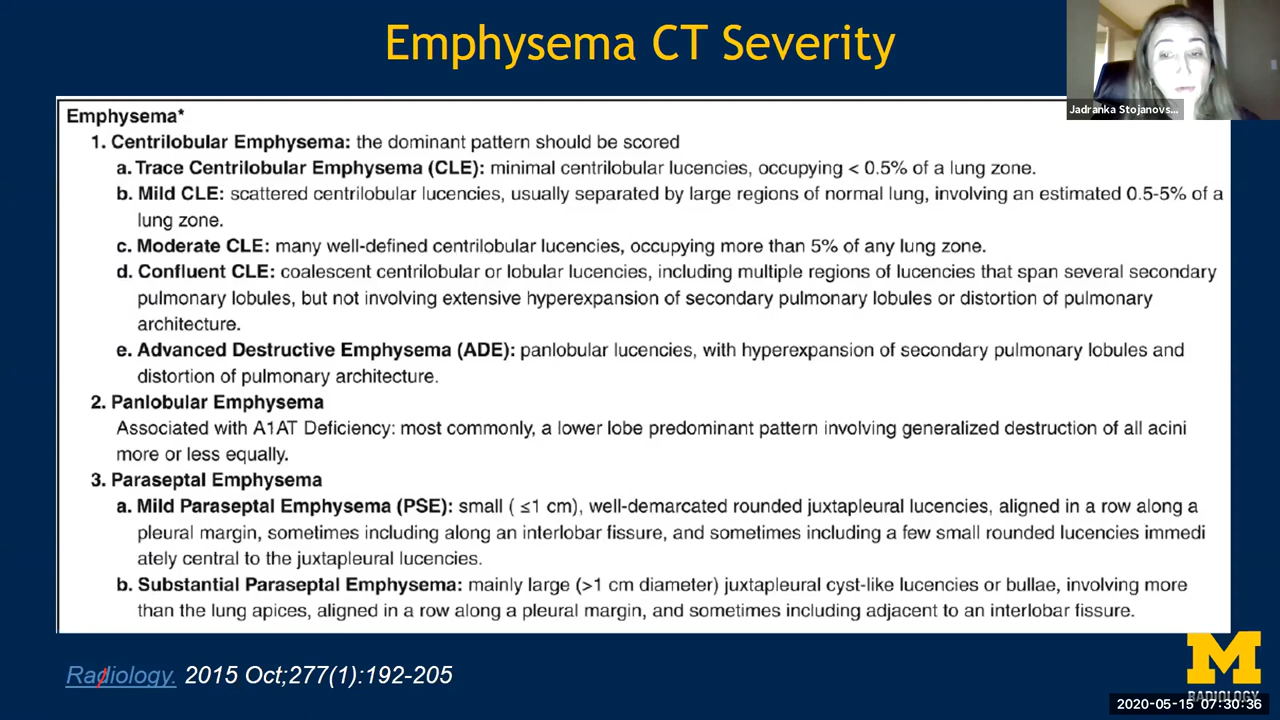 Emphysema CT Severity
Jadranka Stojanovs...
Emphysema*
1. Centrilobular Emphysema: the dominant pattern should be scored
a. Trace Centrilobular Emphysema (CLE): minimal centrilobular lucencies, occupying < 0.5% of a lung zone.
b. Mild CLE: scattered centrilobular lucencies, usually separated by large regions of normal lung, involving an estimated 0.5-5% of a
lung zone.
c. Moderate CLE: many well-defined centrilobular lucencies, occupying more than 5% of any lung zone.
d. Confluent CLE: coalescent centrilobular or lobular lucencies, including multiple regions of lucencies that span several secondary
pulmonary lobules, but not involving extensive hyperexpansion of secondary pulmonary lobules or distortion of pulmonary
architecture.
e. Advanced Destructive Emphysema (ADE): panlobular lucencies, with hyperexpansion of secondary pulmonary lobules and
distortion of pulmonary architecture.
2. Panlobular Emphysema
Associated with A1AT Deficiency: most commonly, a lower lobe predominant pattern involving generalized destruction of all acini
more or less equally.
3. Paraseptal Emphysema
a. Mild Paraseptal Emphysema (PSE): small ( ≤1 cm), well-demarcated rounded juxtapleural lucencies, aligned in a row along a
pleural margin, sometimes including along an interlobar fissure, and sometimes including a few small rounded lucencies immedi
ately central to the juxtapleural lucencies.
b. Substantial Paraseptal Emphysema: mainly large (>1 cm diameter) juxtapleural cyst-like lucencies or bullae, involving more
than the lung apices, aligned in a row along a pleural margin, and sometimes including adjacent to an interlobar fissure.
Radiology. 2015 Oct;277(1):192-205
M
RADIOLOGY
2020-05-15 07:30:36